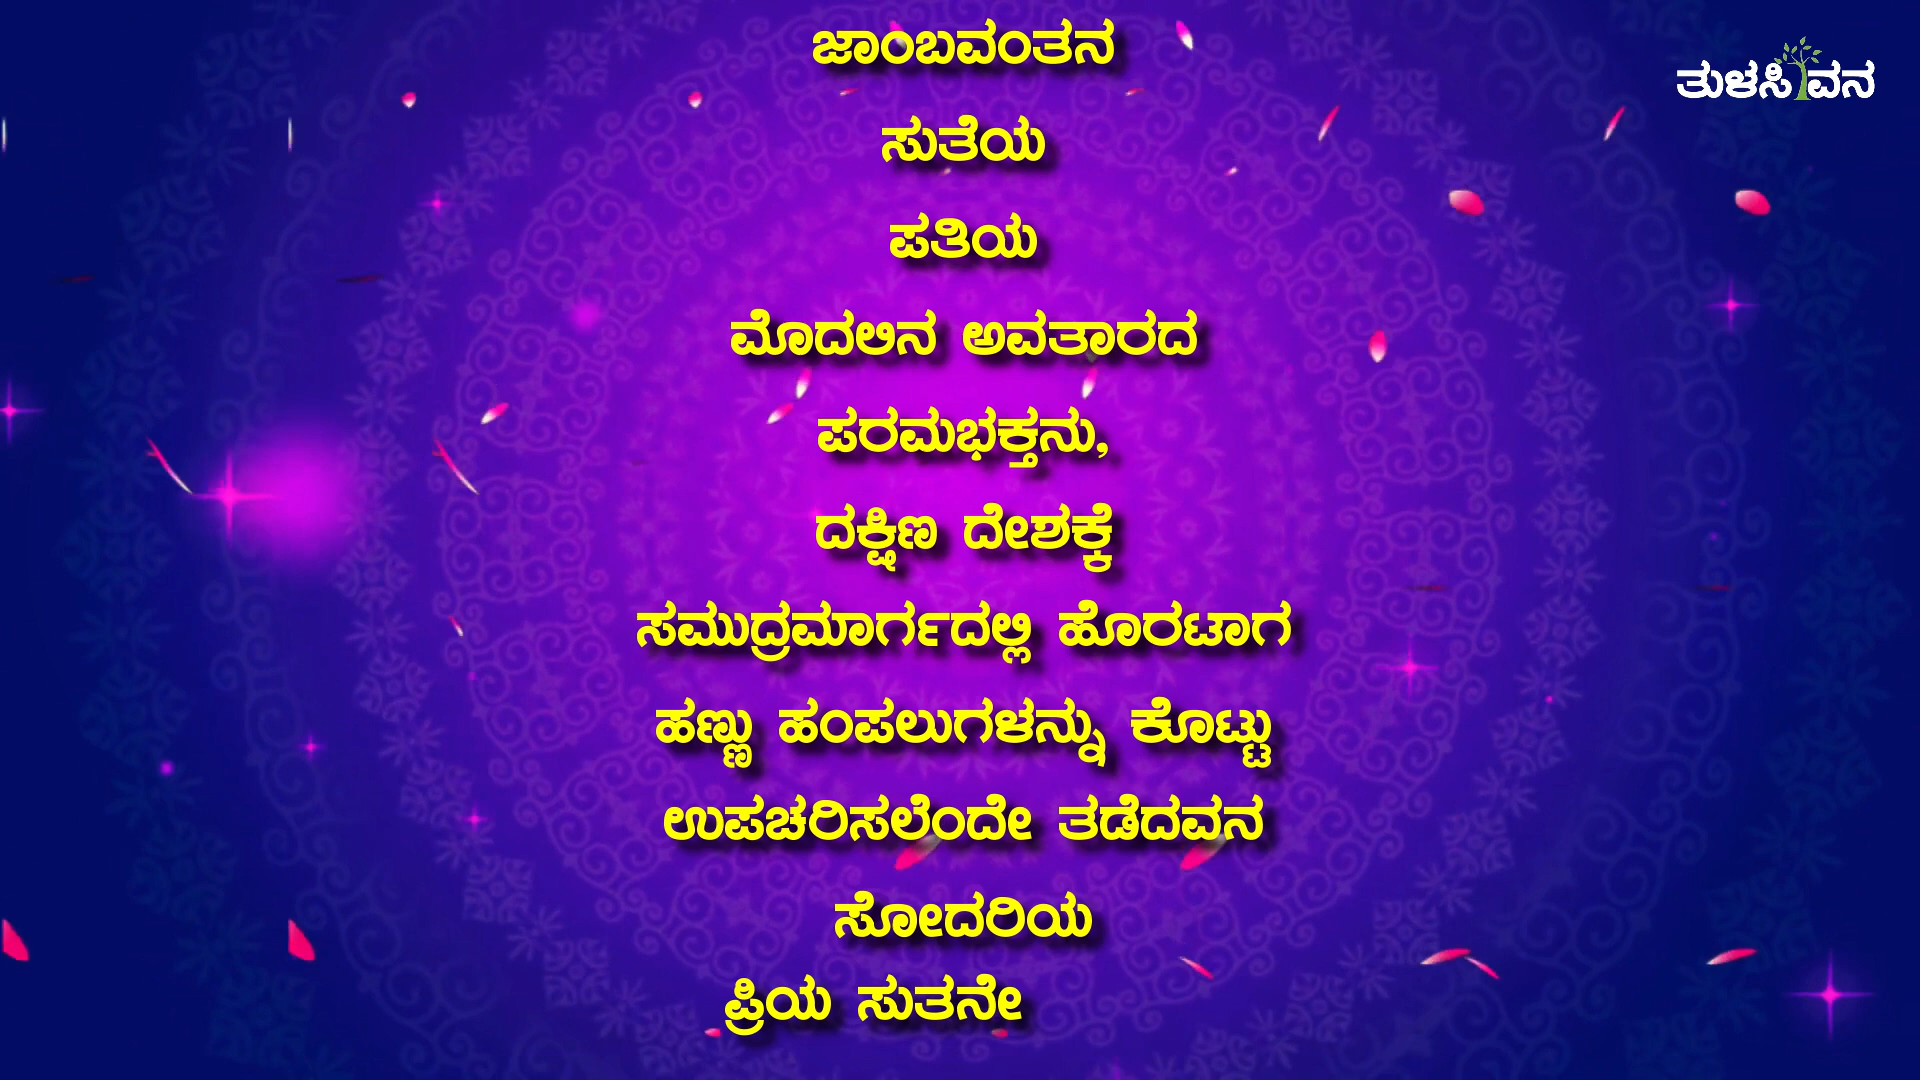 ಜಾಂಬವಂತನ
ತುಳಸಿವನ
ಸುತೆಯ
ಪತಿಯ
ಮೊದಲಿನ ಅವತಾರದ
ಪರಮಭಕ್ತನು,
ದಕ್ಷಿಣ ದೇಶಕ್ಕೆ
ಸಮುದ್ರಮಾರ್ಗದಲ್ಲಿ ಹೊರಟಾಗ
ಹಣ್ಣು ಹಂಪಲುಗಳನ್ನು ಕೊಟ್ಟು
ಉಪಚರಿಸಲೆಂದೇ ತಡೆದವನ
ಸೋದರಿಯ
ಪ್ರಿಯ ಸುತನೇ